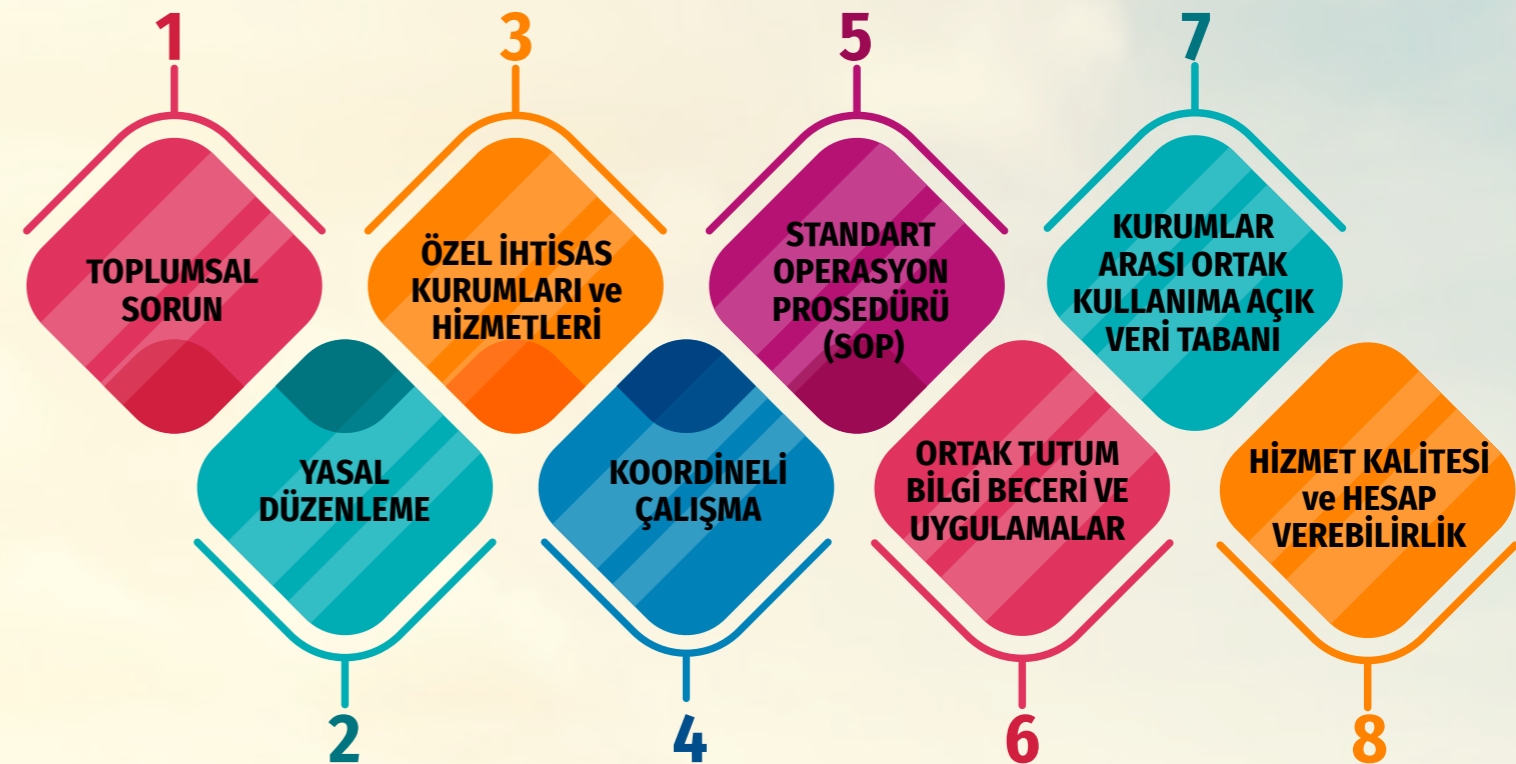 1
TOPLUMSAL
SORUN
2
YASAL
DÜZENLEME
3
ÖZEL İHTİSAS
KURUMLARI ve
HİZMETLERİ
4
KOORDİNELİ
ÇALIŞMA
5
STANDART
OPERASYON
PROSEDÜRÜ
(SOP)
6
ORTAK TUTUM
BİLGİ BECERİ VE
UYGULAMALAR
7
KURUMLAR
ARASI ORTAK
KULLANIMA AÇIK
VERİ TABANI
8
HİZMET KALİTESİ
ve HESAP
VEREBİLİRLİK